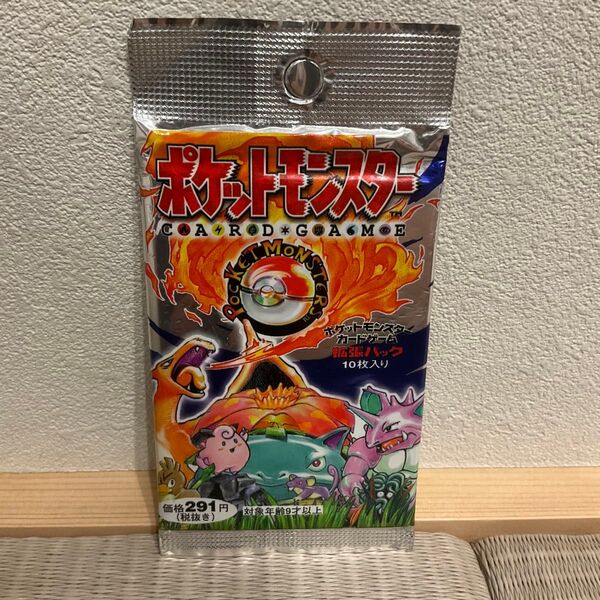 ポケットモンスター
TM
CARD GAME
POCKET MONSTERS
ポケットモンスター
カードゲーム
拡張パック
10枚入り
価格291円
(税抜き)
対象年齢9才以上